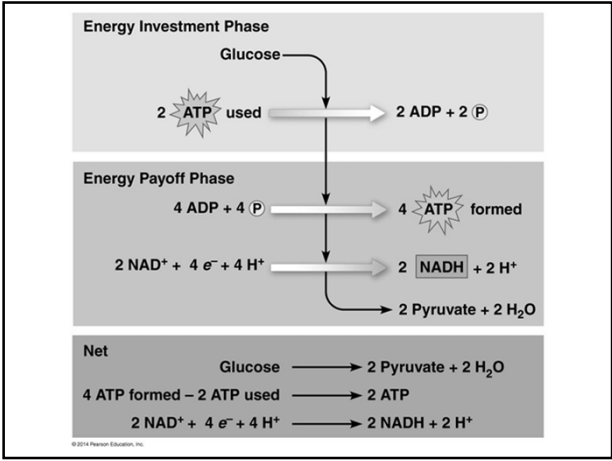 Energy Investment Phase
Glucose
2 ATP used 2 ADP + 2 P
Energy Payoff Phase
4 ADP + 4 P 4 ATP formed
2 NAD⁺ + 4 e⁻ + 4 H⁺ 2 NADH + 2 H⁺
2 Pyruvate + 2 H₂O
Net
Glucose 2 Pyruvate + 2 H₂O
4 ATP formed – 2 ATP used 2 ATP
2 NAD⁺ + 4 e⁻ + 4 H⁺ 2 NADH + 2 H⁺
© 2014 Pearson Education, Inc.